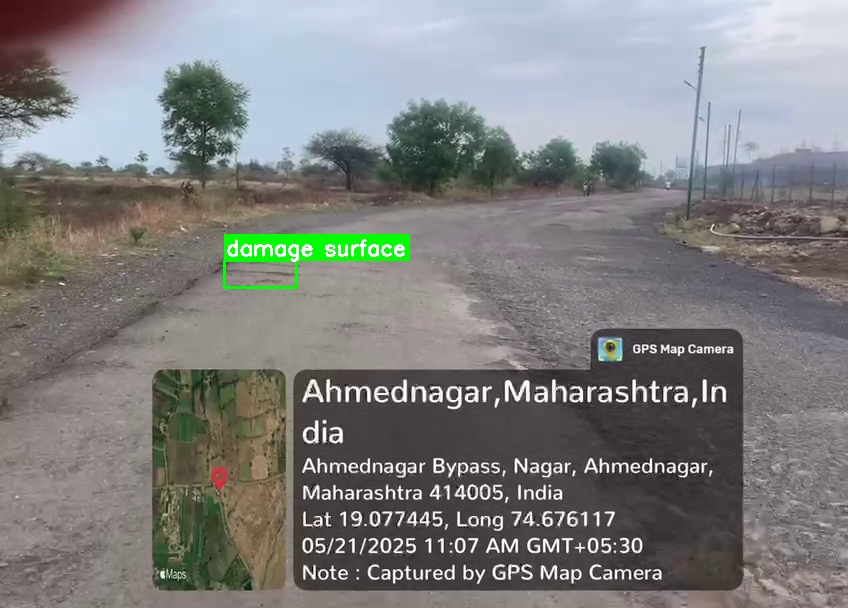 damage surface
GPS Map Camera
Ahmednagar,Maharashtra,In
dia
Ahmednagar Bypass, Nagar, Ahmednagar,
Maharashtra 414005, India
Lat 19.077445, Long 74.676117
05/21/2025 11:07 AM GMT+05:30
Note : Captured by GPS Map Camera
Maps